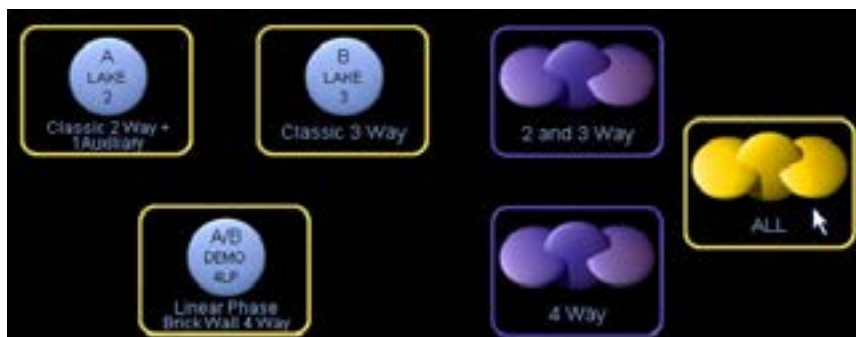 A
LAKE
2
Classic 2 Way +
1Auxiliary
B
LAKE
3
Classic 3 Way
2 and 3 Way
ALL
A/B
DEMO
4LP
Linear Phase
Brick Wall 4 Way
4 Way